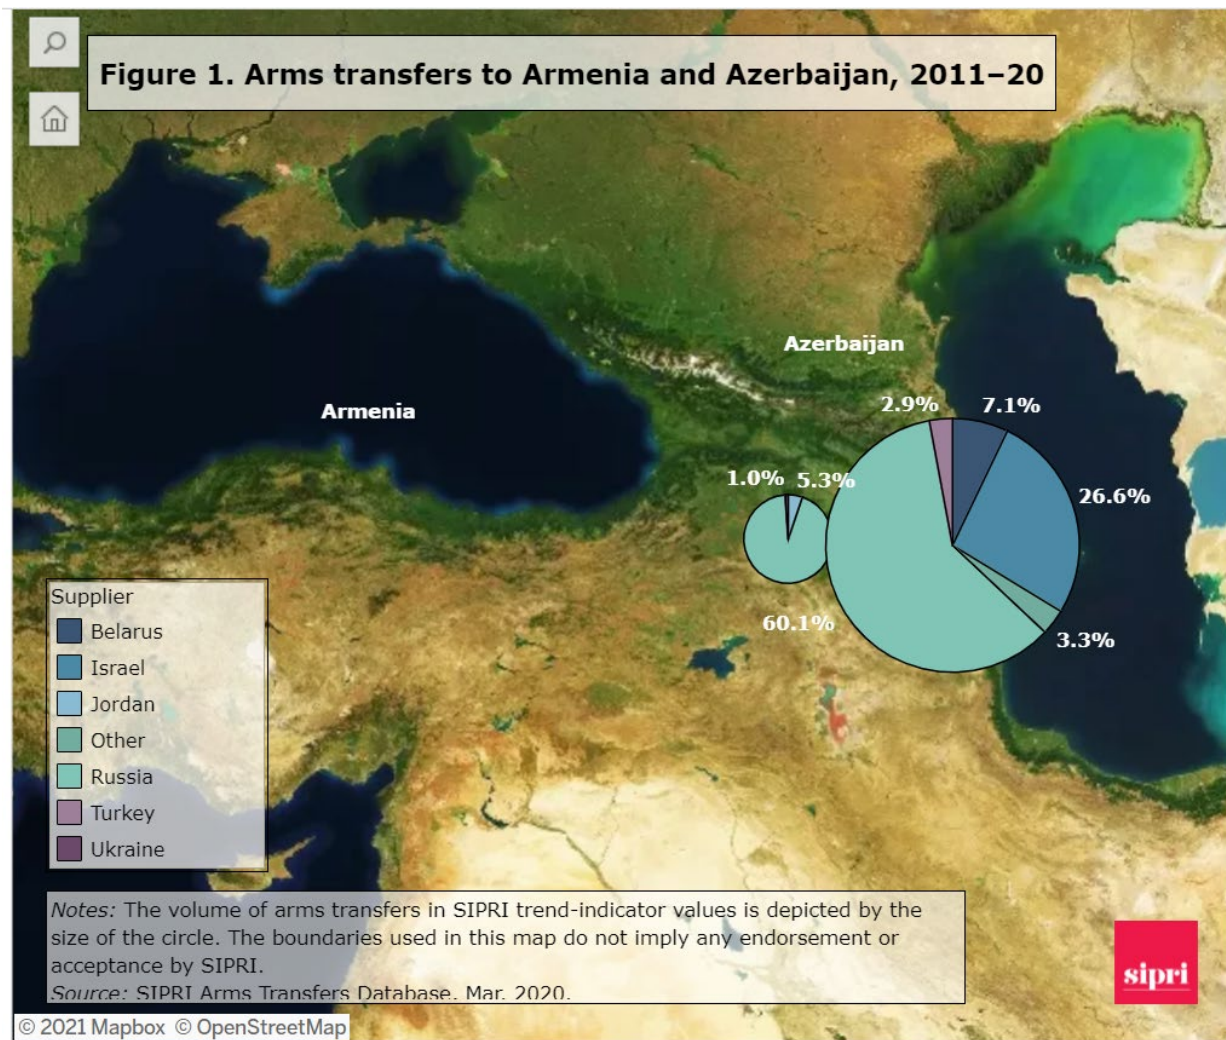 Figure 1. Arms transfers to Armenia and Azerbaijan, 2011–20
Azerbaijan
Armenia
2.9%
7.1%
1.0%
5.3%
26.6%
60.1%
3.3%
Supplier
Belarus
Israel
Jordan
Other
Russia
Turkey
Ukraine
Notes: The volume of arms transfers in SIPRI trend-indicator values is depicted by the
size of the circle. The boundaries used in this map do not imply any endorsement or
acceptance by SIPRI.
Source: SIPRI Arms Transfers Database, Mar. 2020.
sipri
© 2021 Mapbox © OpenStreetMap